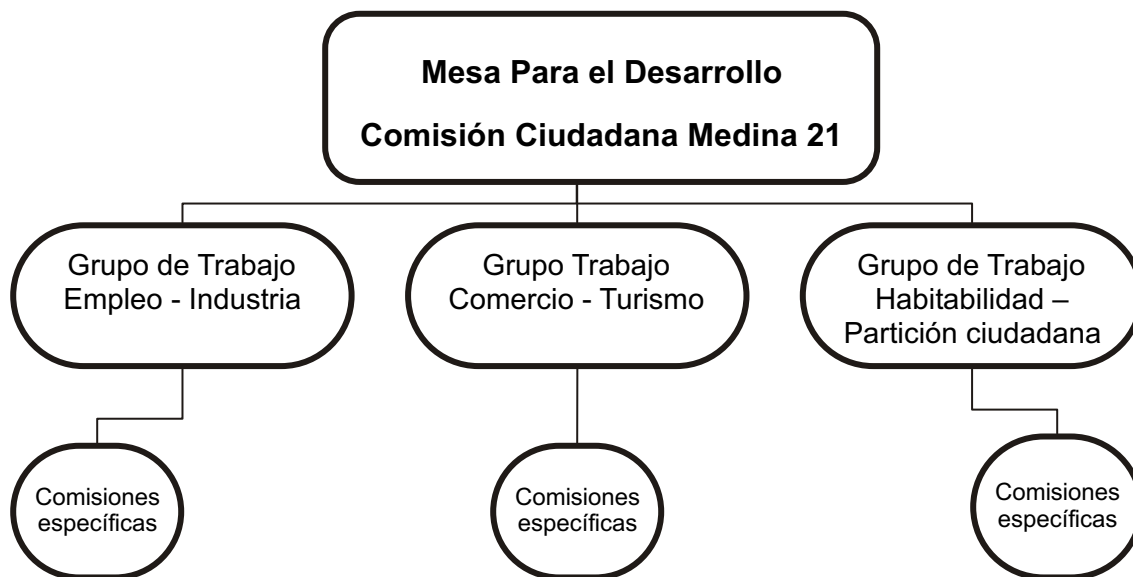 Mesa Para el Desarrollo
Comisión Ciudadana Medina 21
Grupo de Trabajo
Empleo - Industria
Grupo Trabajo
Comercio - Turismo
Grupo de Trabajo
Habitabilidad –
Partición ciudadana
Comisiones
específicas
Comisiones
específicas
Comisiones
específicas